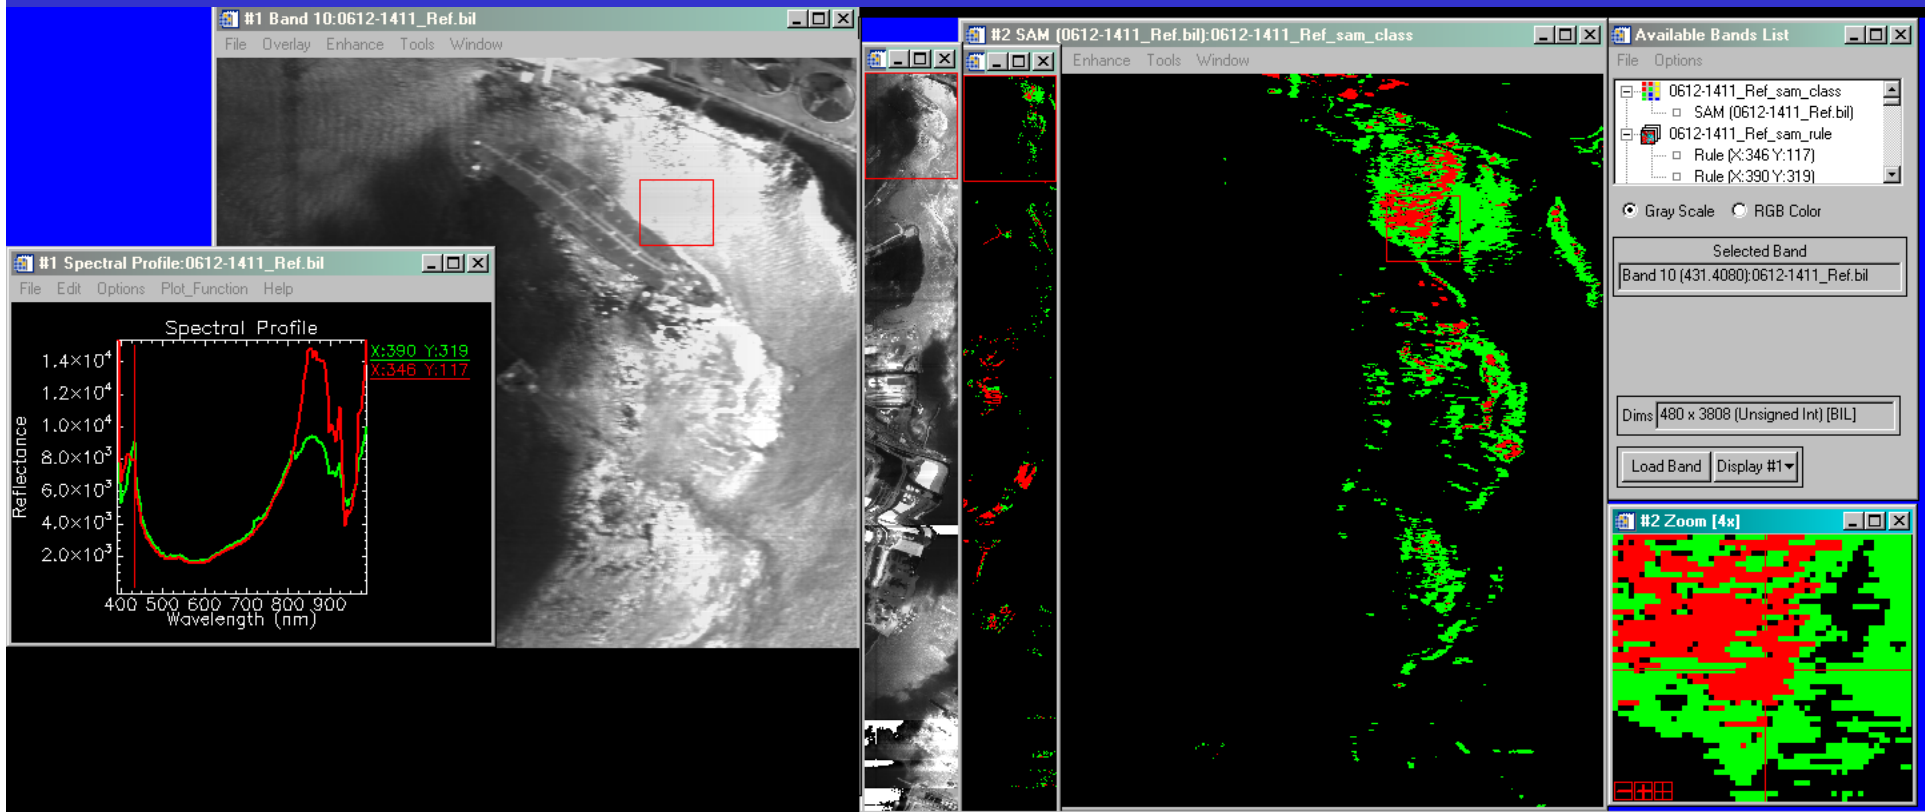 #1 Band 10:0612-1411_Ref.bil
File Overlay Enhance Tools Window
#1 Spectral Profile:0612-1411_Ref.bil
File Edit Options Plot_Function Help
Spectral Profile
X:390 Y:319
X:346 Y:117
1.4×10⁴
1.2×10⁴
1.0×10⁴
8.0×10³
6.0×10³
4.0×10³
2.0×10³
Reflectance
400 500 600 700 800 900
Wavelength (nm)
#2 SAM (0612-1411_Ref.bil):0612-1411_Ref_sam_class
Enhance Tools Window
Available Bands List
File Options
0612-1411_Ref_sam_class
SAM (0612-1411_Ref.bil)
0612-1411_Ref_sam_rule
Rule (X:346 Y:117)
Rule (X:390 Y:319)
Gray Scale RGB Color
Selected Band
Band 10 (431.4080):0612-1411_Ref.bil
Dims 480 x 3808 (Unsigned Int) [BIL]
Load Band Display #1
#2 Zoom [4x]